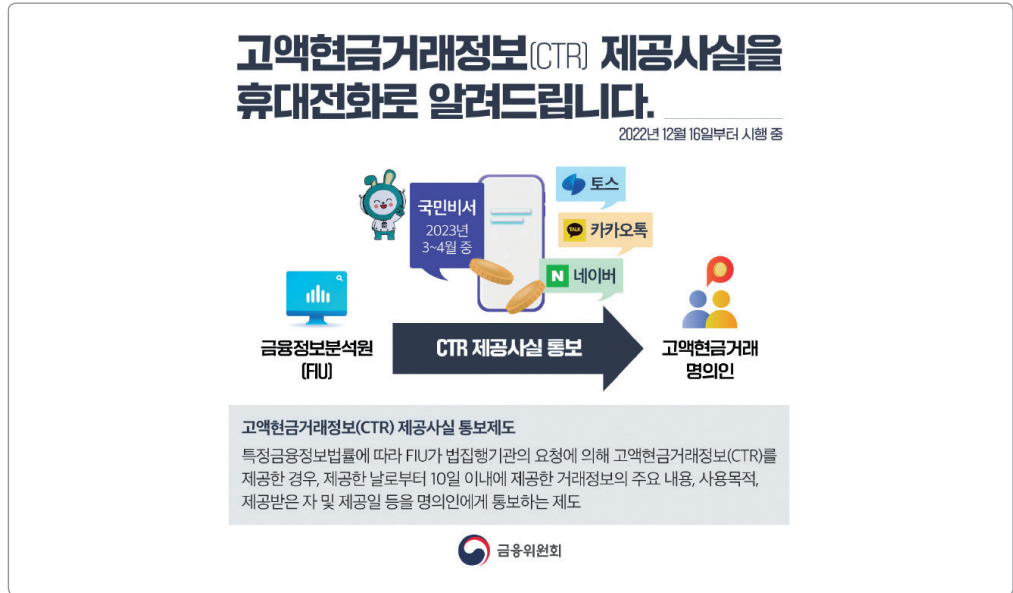 고액현금거래정보(CTR) 제공사실을
휴대전화로 알려드립니다.
2022년 12월 16일부터 시행 중
국민비서
2023년
3~4월 중
토스
TALK 카카오톡
N 네이버
금융정보분석원
(FIU)
CTR 제공사실 통보
고액현금거래
명의인
고액현금거래정보(CTR) 제공사실 통보제도
특정금융정보법률에 따라 FIU가 법집행기관의 요청에 의해 고액현금거래정보(CTR)를
제공한 경우, 제공한 날로부터 10일 이내에 제공한 거래정보의 주요 내용, 사용목적,
제공받은 자 및 제공일 등을 명의인에게 통보하는 제도
금융위원회